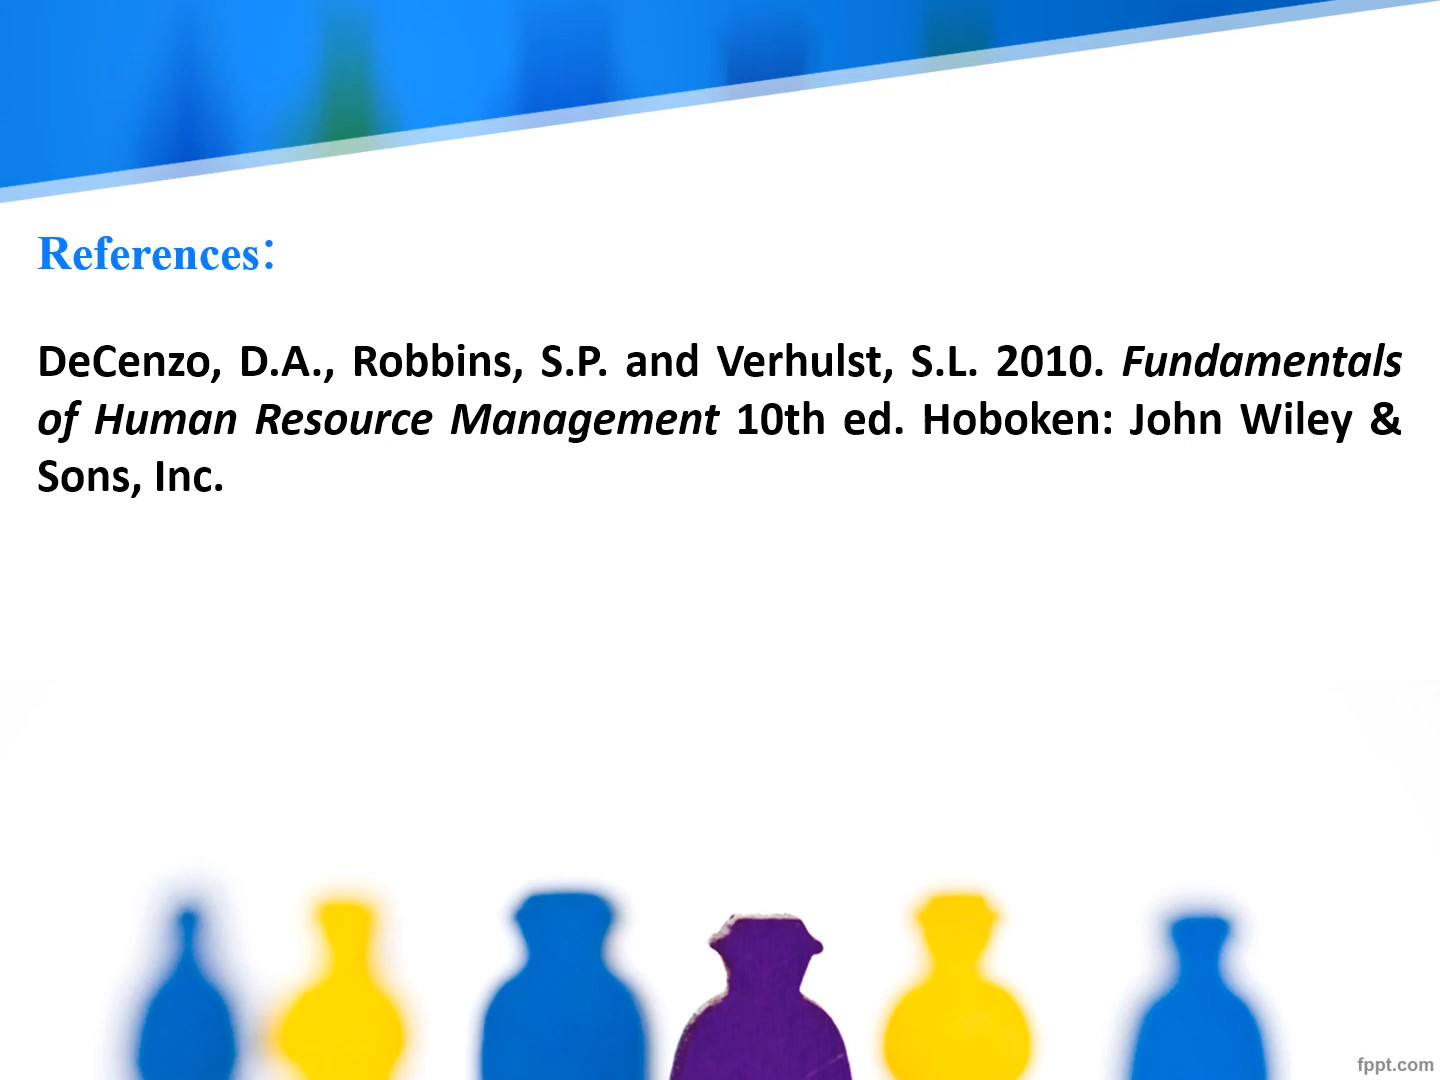 References:
DeCenzo, D.A., Robbins, S.P. and Verhulst, S.L. 2010. Fundamentals
of Human Resource Management 10th ed. Hoboken: John Wiley &
Sons, Inc.
fppt.com